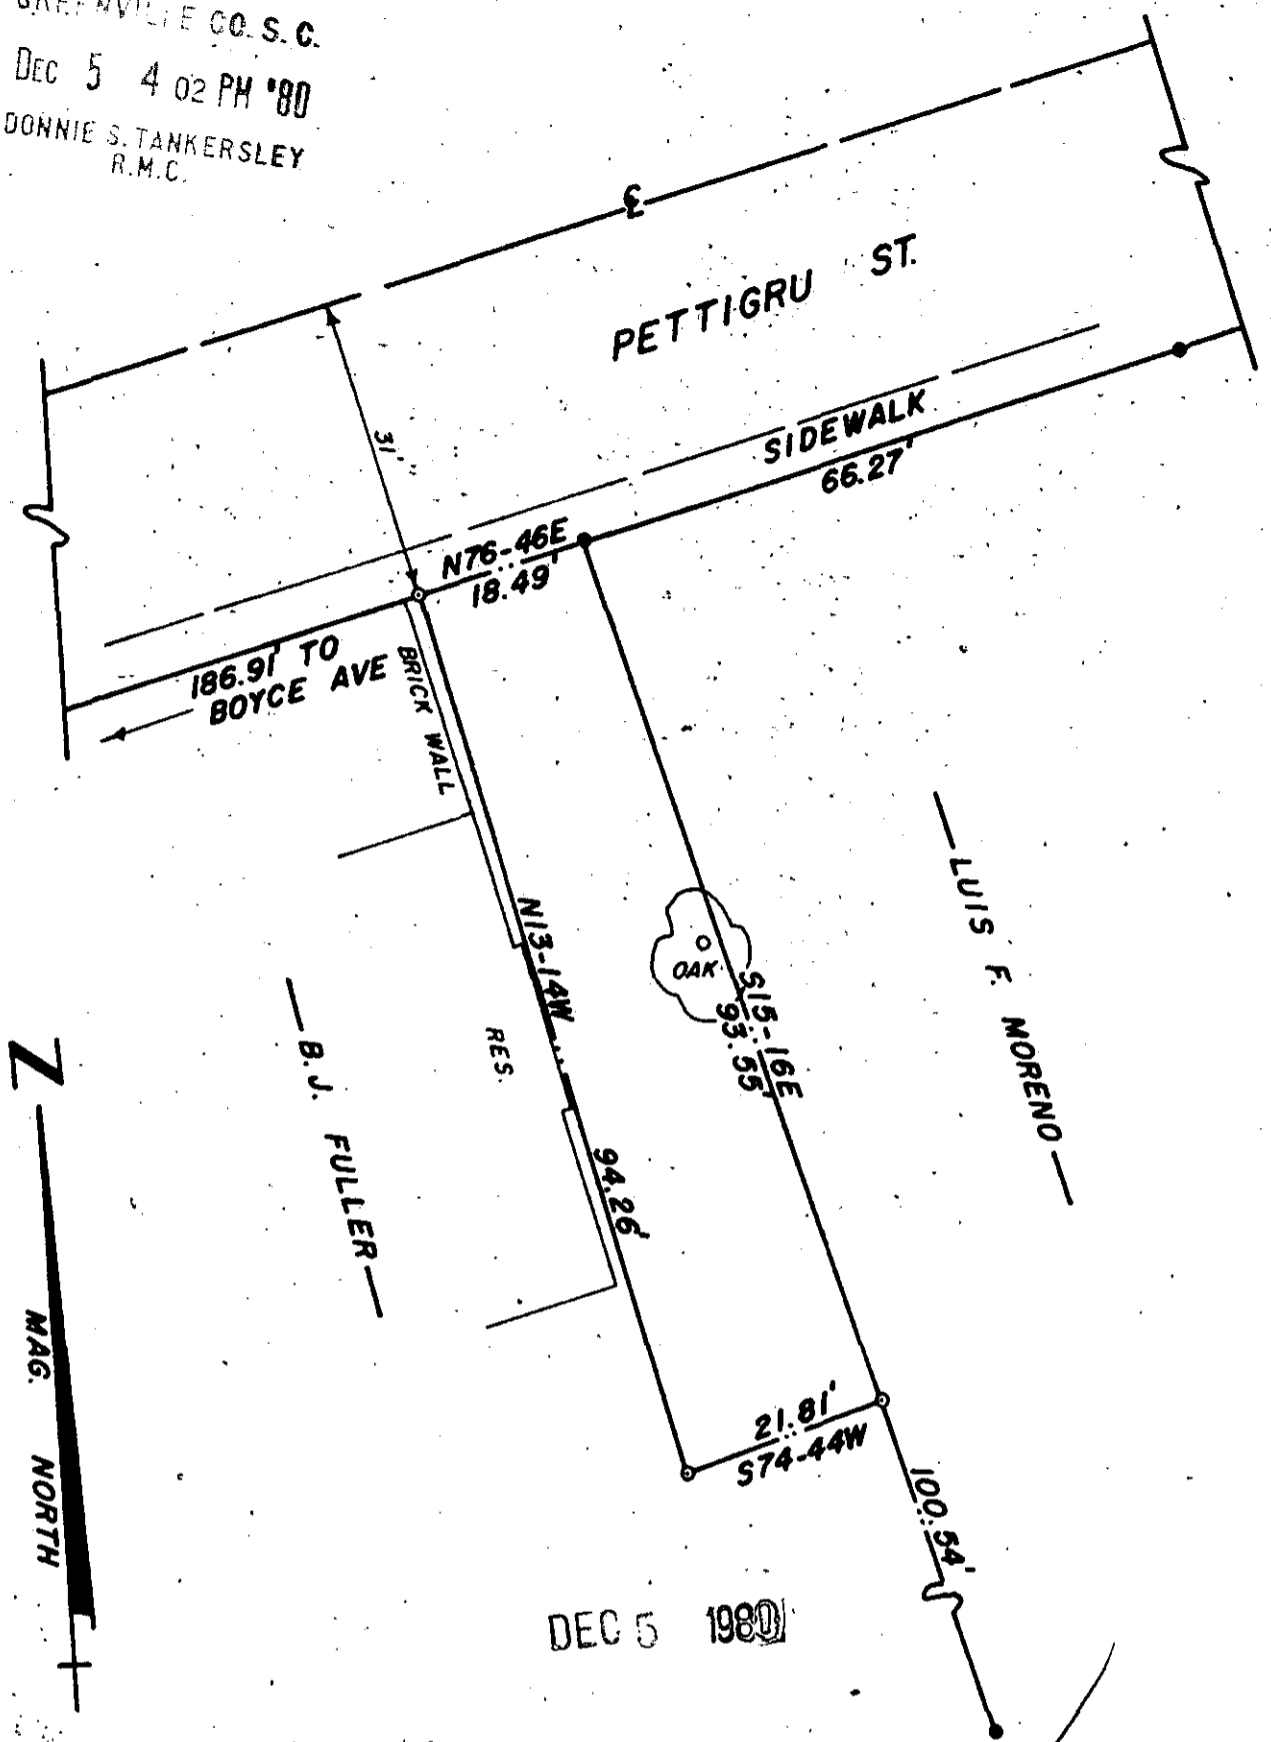 GREENVILLE CO. S. C.
DEC 5 4 02 PM '80
DONNIE S. TANKERSLEY
R.M.C.
PETTIGRU ST.
31'
SIDEWALK
66.27'
N76-46E
18.49'
186.91' TO
BOYCE AVE
BRICK WALL
LUIS F. MORENO
OAK
S15-16E
93.55'
N13-14W
94.26'
RES.
B.J. FULLER
21.81'
S74-44W
100.54'
N
MAG. NORTH
DEC 5 1980